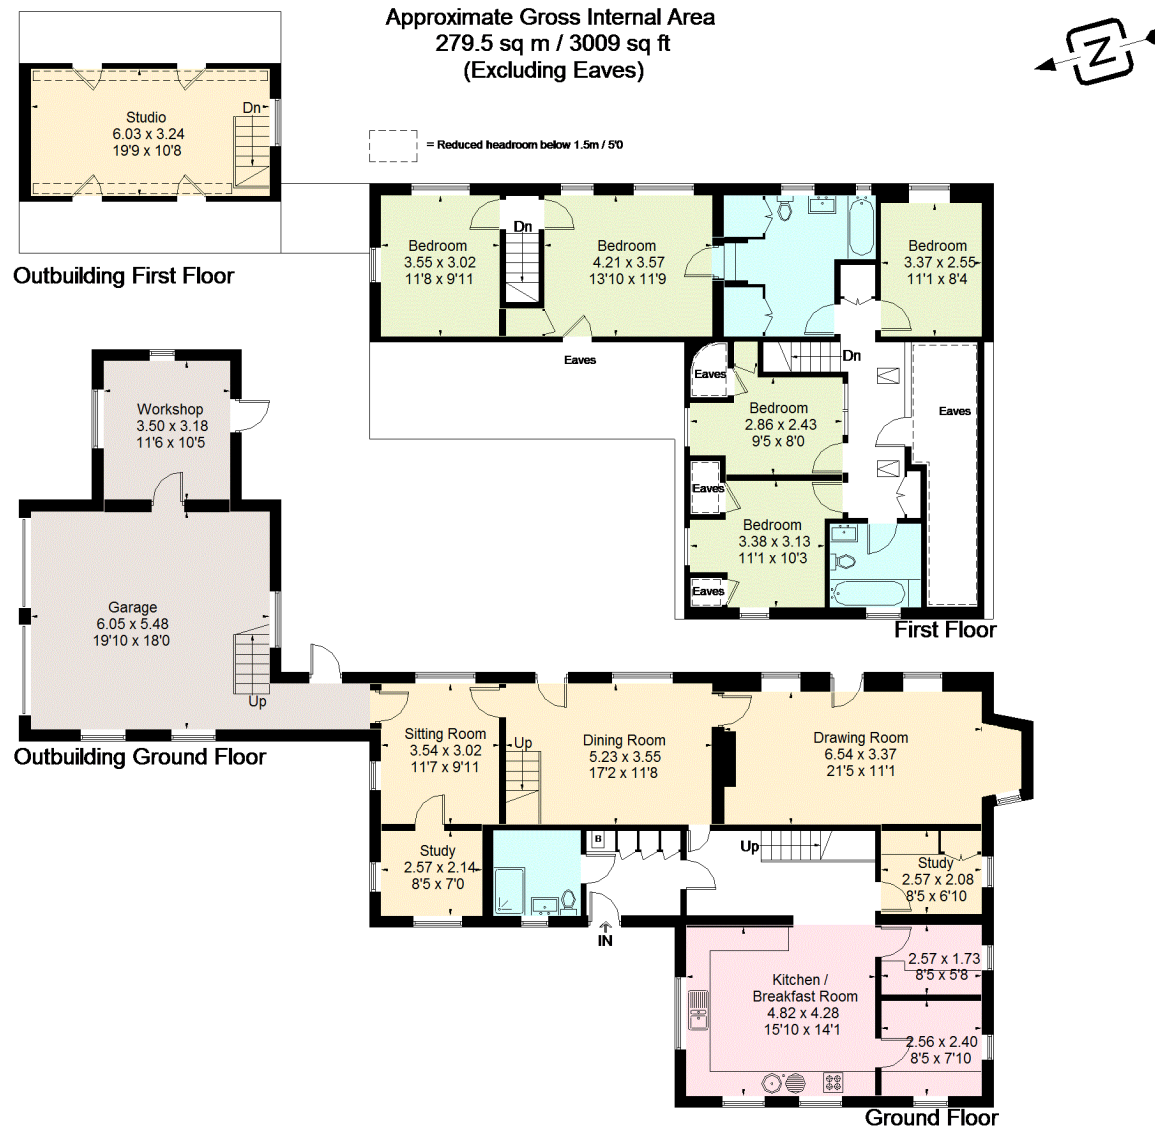 Approximate Gross Internal Area
279.5 sq m / 3009 sq ft
(Excluding Eaves)
N
= Reduced headroom below 1.5m / 5'0
Studio
6.03 x 3.24
19'9 x 10'8
Dn
Outbuilding First Floor
Bedroom
3.55 x 3.02
11'8 x 9'11
Dn
Bedroom
4.21 x 3.57
13'10 x 11'9
Bedroom
3.37 x 2.55
11'1 x 8'4
Eaves
Dn
Eaves
Bedroom
2.86 x 2.43
9'5 x 8'0
Eaves
Eaves
Bedroom
3.38 x 3.13
11'1 x 10'3
Eaves
First Floor
Workshop
3.50 x 3.18
11'6 x 10'5
Garage
6.05 x 5.48
19'10 x 18'0
Up
Outbuilding Ground Floor
Sitting Room
3.54 x 3.02
11'7 x 9'11
Up
Dining Room
5.23 x 3.55
17'2 x 11'8
Drawing Room
6.54 x 3.37
21'5 x 11'1
Study
2.57 x 2.14
8'5 x 7'0
B
Up
Study
2.57 x 2.08
8'5 x 6'10
IN
Kitchen /
Breakfast Room
4.82 x 4.28
15'10 x 14'1
2.57 x 1.73
8'5 x 5'8
2.56 x 2.40
8'5 x 7'10
Ground Floor